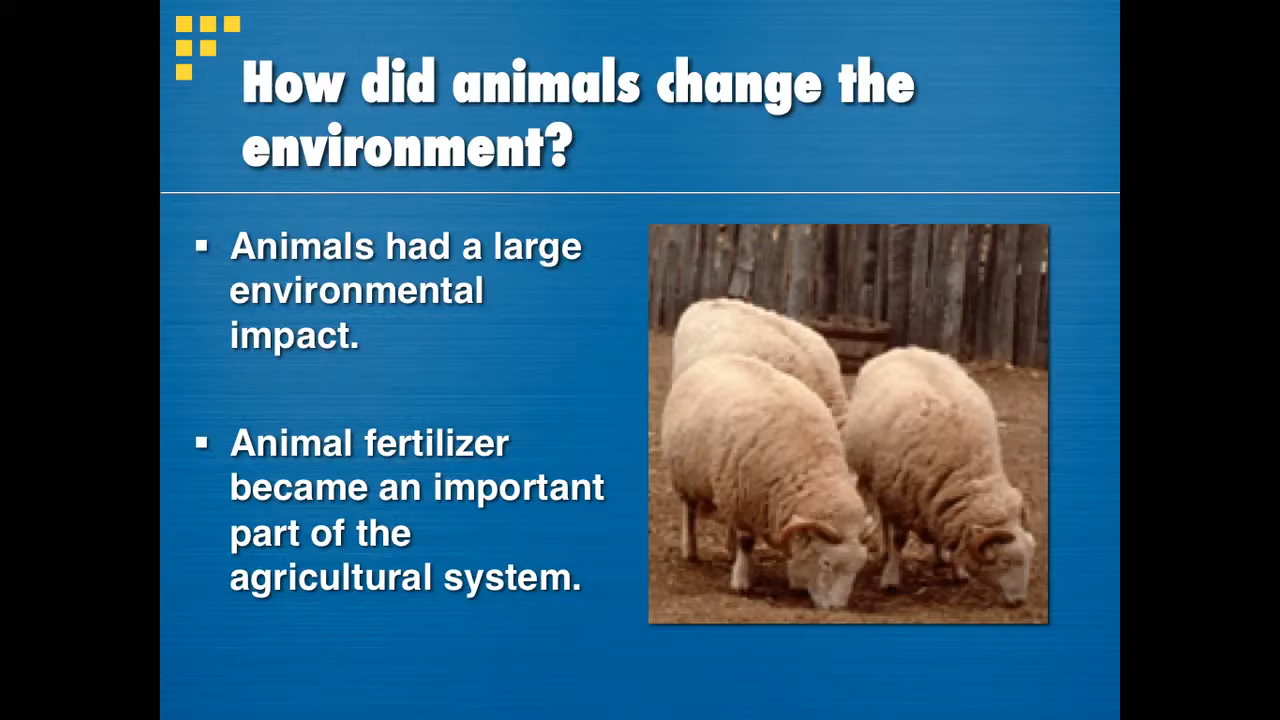 How did animals change the
environment?
▪ Animals had a large
environmental
impact.
▪ Animal fertilizer
became an important
part of the
agricultural system.